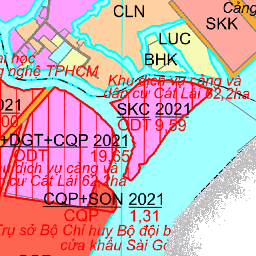 Cảng
CLN
SKK
LUC
BHK
học
nghệ TPHCM
Khu dịch vụ cảng và
dân cư Cát Lái 62,2ha
2021
SKC 2021
ODT 9,59
+DGT+CQP 2021
ODT 19,65
dịch vụ cảng và
cư Cát Lái 62,2ha
CQP+SON 2021
CQP 1,31
Trụ sở Bộ Chỉ huy Bộ đội b
cửa khẩu Sài Gò